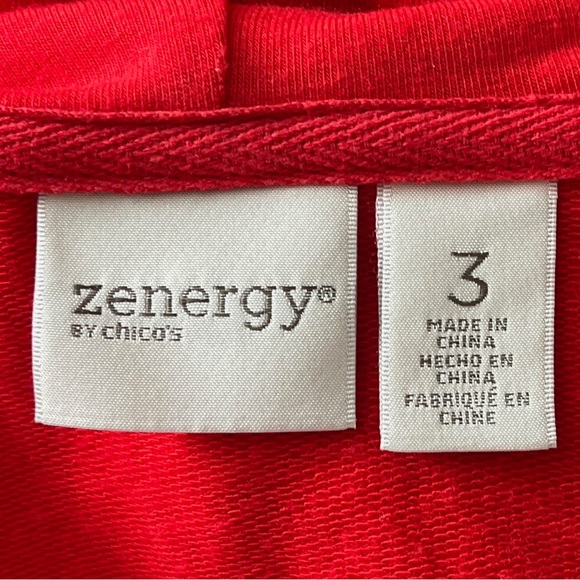 zenergy®
BY chico's
3
MADE IN
CHINA
HECHO EN
CHINA
FABRIQUÉ EN
CHINE